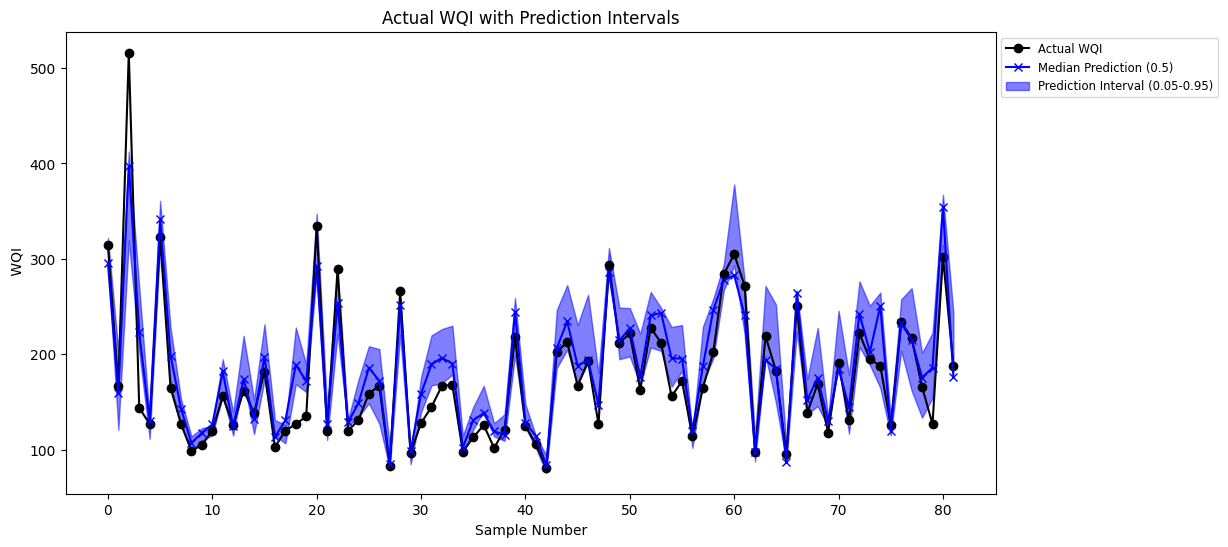 Actual WQI with Prediction Intervals
Actual WQI
Median Prediction (0.5)
Prediction Interval (0.05-0.95)
WQI
500
400
300
200
100
0 10 20 30 40 50 60 70 80
Sample Number